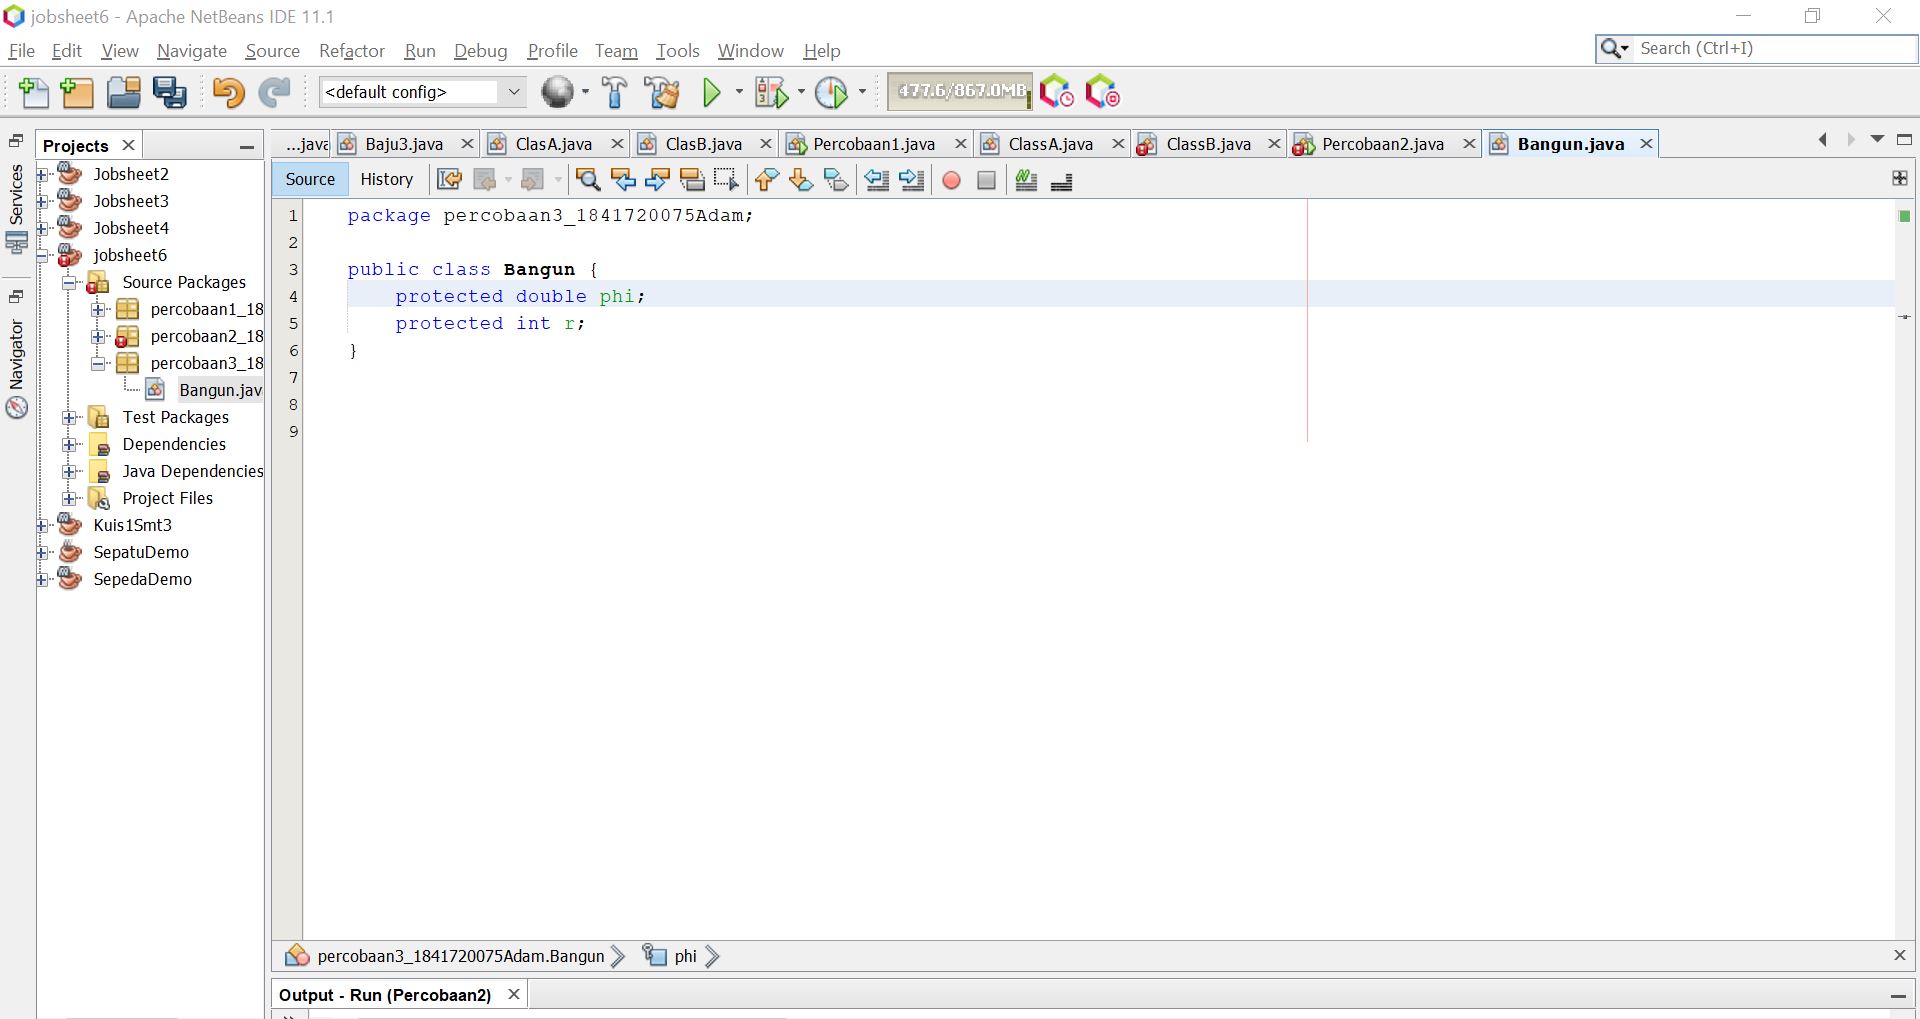 jobsheet6 - Apache NetBeans IDE 11.1
File Edit View Navigate Source Refactor Run Debug Profile Team Tools Window Help
Search (Ctrl+I)
<default config>
477.6/867.0MB
Services
Navigator
Projects
Jobsheet2
Jobsheet3
Jobsheet4
jobsheet6
Source Packages
percobaan1_18
percobaan2_18
percobaan3_18
Bangun.jav
Test Packages
Dependencies
Java Dependencies
Project Files
Kuis1Smt3
SepatuDemo
SepedaDemo
...java Baju3.java ClasA.java ClasB.java Percobaan1.java ClassA.java ClassB.java Percobaan2.java Bangun.java
Source History
1 package percobaan3_1841720075Adam;
2
3 public class Bangun {
4 protected double phi;
5 protected int r;
6 }
7
8
9
percobaan3_1841720075Adam.Bangun phi
Output - Run (Percobaan2)